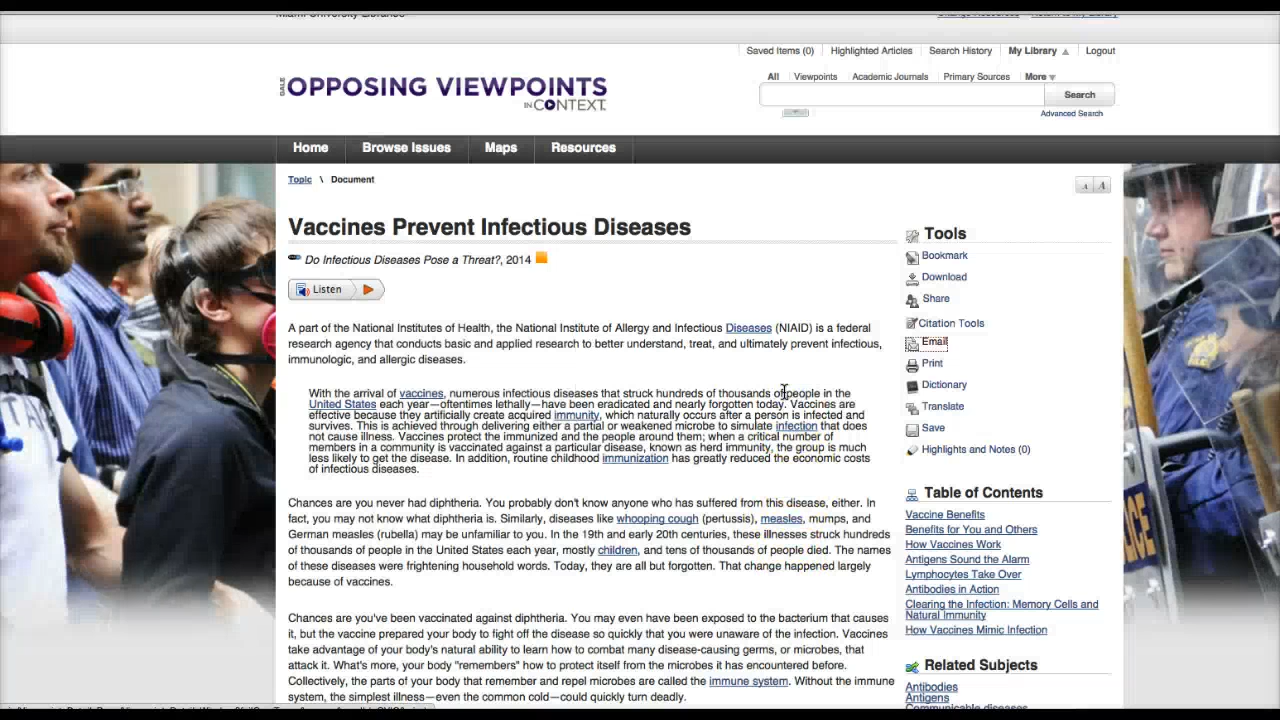 Miami University Libraries
Change Resources Return to My Library
Saved Items (0) Highlighted Articles Search History My Library Logout
GALE OPPOSING VIEWPOINTS
IN CONTEXT
All Viewpoints Academic Journals Primary Sources More
Search
Advanced Search
Home Browse Issues Maps Resources
Topic \ Document
A A
Vaccines Prevent Infectious Diseases
Do Infectious Diseases Pose a Threat?, 2014
Listen
A part of the National Institutes of Health, the National Institute of Allergy and Infectious Diseases (NIAID) is a federal
research agency that conducts basic and applied research to better understand, treat, and ultimately prevent infectious,
immunologic, and allergic diseases.
With the arrival of vaccines, numerous infectious diseases that struck hundreds of thousands of people in the
United States each year—oftentimes lethally—have been eradicated and nearly forgotten today. Vaccines are
effective because they artificially create acquired immunity, which naturally occurs after a person is infected and
survives. This is achieved through delivering either a partial or weakened microbe to simulate infection that does
not cause illness. Vaccines protect the immunized and the people around them; when a critical number of
members in a community is vaccinated against a particular disease, known as herd immunity, the group is much
less likely to get the disease. In addition, routine childhood immunization has greatly reduced the economic costs
of infectious diseases.
Chances are you never had diphtheria. You probably don't know anyone who has suffered from this disease, either. In
fact, you may not know what diphtheria is. Similarly, diseases like whooping cough (pertussis), measles, mumps, and
German measles (rubella) may be unfamiliar to you. In the 19th and early 20th centuries, these illnesses struck hundreds
of thousands of people in the United States each year, mostly children, and tens of thousands of people died. The names
of these diseases were frightening household words. Today, they are all but forgotten. That change happened largely
because of vaccines.
Chances are you've been vaccinated against diphtheria. You may even have been exposed to the bacterium that causes
it, but the vaccine prepared your body to fight off the disease so quickly that you were unaware of the infection. Vaccines
take advantage of your body's natural ability to learn how to combat many disease-causing germs, or microbes, that
attack it. What's more, your body "remembers" how to protect itself from the microbes it has encountered before.
Collectively, the parts of your body that remember and repel microbes are called the immune system. Without the immune
system, the simplest illness—even the common cold—could quickly turn deadly.
Tools
Bookmark
Download
Share
Citation Tools
Email
Print
Dictionary
Translate
Save
Highlights and Notes (0)
Table of Contents
Vaccine Benefits
Benefits for You and Others
How Vaccines Work
Antigens Sound the Alarm
Lymphocytes Take Over
Antibodies in Action
Clearing the Infection: Memory Cells and
Natural Immunity
How Vaccines Mimic Infection
Related Subjects
Antibodies
Antigens
Communicable diseases